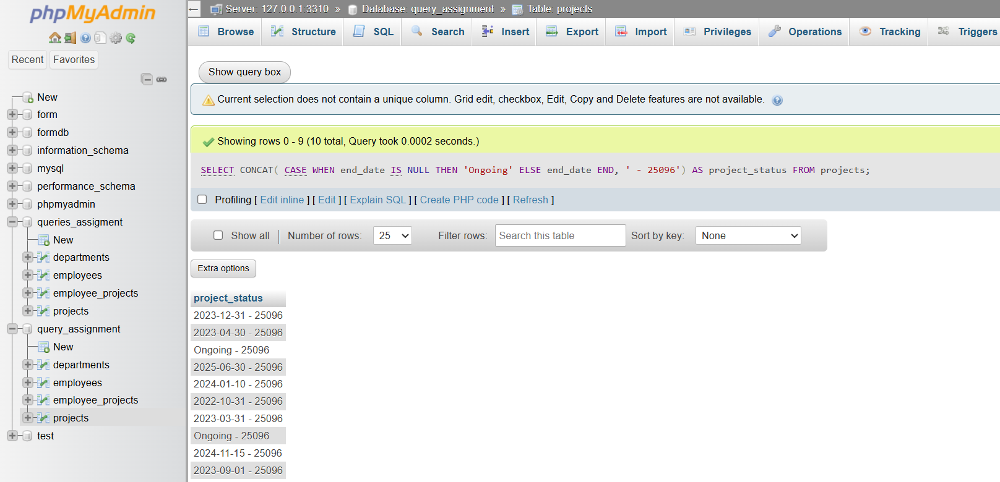 phpMyAdmin
Recent Favorites
New
form
formdb
information_schema
mysql
performance_schema
phpmyadmin
queries_assigment
New
departments
employees
employee_projects
projects
query_assignment
New
departments
employees
employee_projects
projects
test
Server: 127.0.0.1:3310 » Database: query_assignment » Table: projects
Browse Structure SQL Search Insert Export Import Privileges Operations Tracking Triggers
Show query box
Current selection does not contain a unique column. Grid edit, checkbox, Edit, Copy and Delete features are not available.
Showing rows 0 - 9 (10 total, Query took 0.0002 seconds.)
SELECT CONCAT( CASE WHEN end_date IS NULL THEN 'Ongoing' ELSE end_date END, ' - 25096') AS project_status FROM projects;
Profiling [ Edit inline ] [ Edit ] [ Explain SQL ] [ Create PHP code ] [ Refresh ]
Show all | Number of rows: 25 Filter rows: Search this table Sort by key: None
Extra options
project_status
2023-12-31 - 25096
2023-04-30 - 25096
Ongoing - 25096
2025-06-30 - 25096
2024-01-10 - 25096
2022-10-31 - 25096
2023-03-31 - 25096
Ongoing - 25096
2024-11-15 - 25096
2023-09-01 - 25096